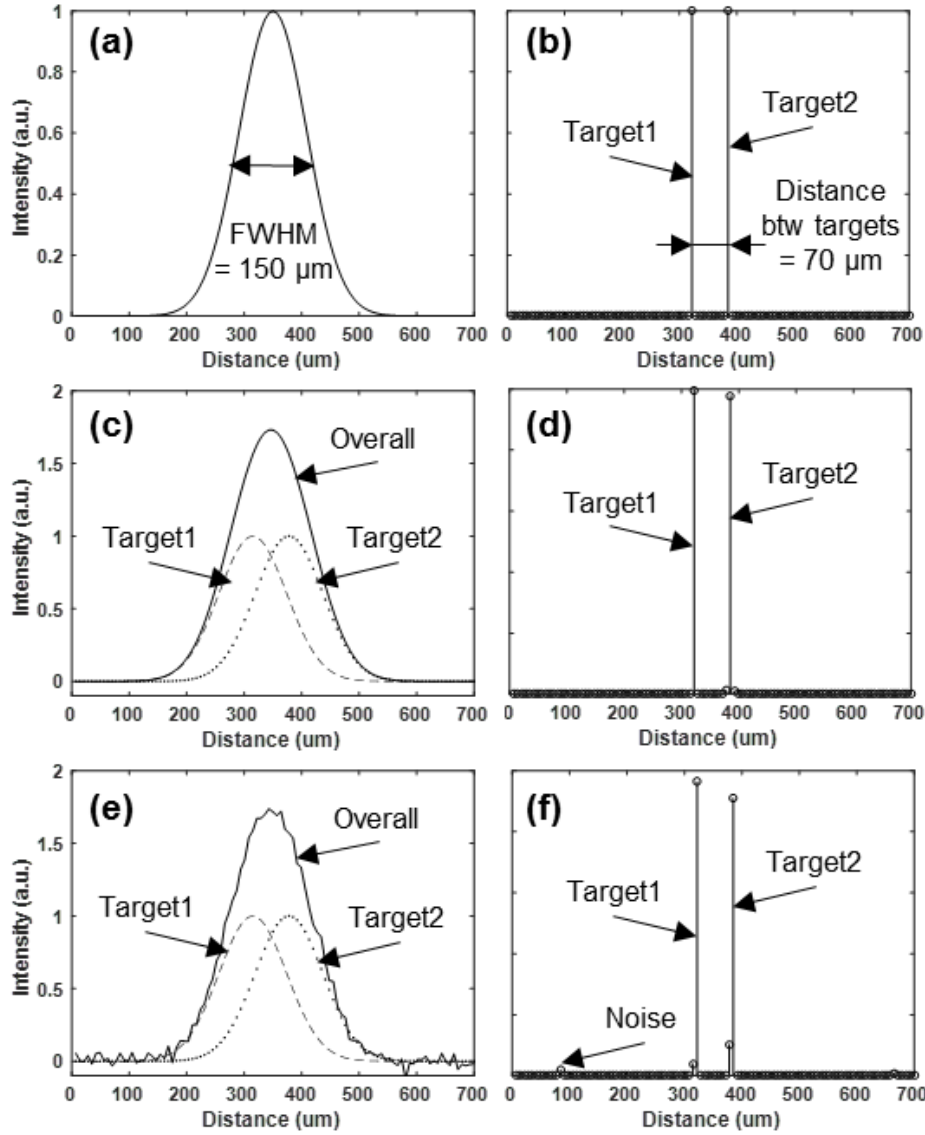 (a)
Intensity (a.u.)
1
0.8
0.6
0.4
0.2
0
FWHM
= 150 µm
0 100 200 300 400 500 600 700
Distance (um)
(b)
Target1
Target2
Distance
btw targets
= 70 µm
0 100 200 300 400 500 600 700
Distance (um)
(c)
Intensity (a.u.)
2
1.5
1
0.5
0
Overall
Target1
Target2
0 100 200 300 400 500 600 700
Distance (um)
(d)
Target1
Target2
0 100 200 300 400 500 600 700
Distance (um)
(e)
Intensity (a.u.)
2
1.5
1
0.5
0
Overall
Target1
Target2
0 100 200 300 400 500 600 700
Distance (um)
(f)
Target1
Target2
Noise
0 100 200 300 400 500 600 700
Distance (um)